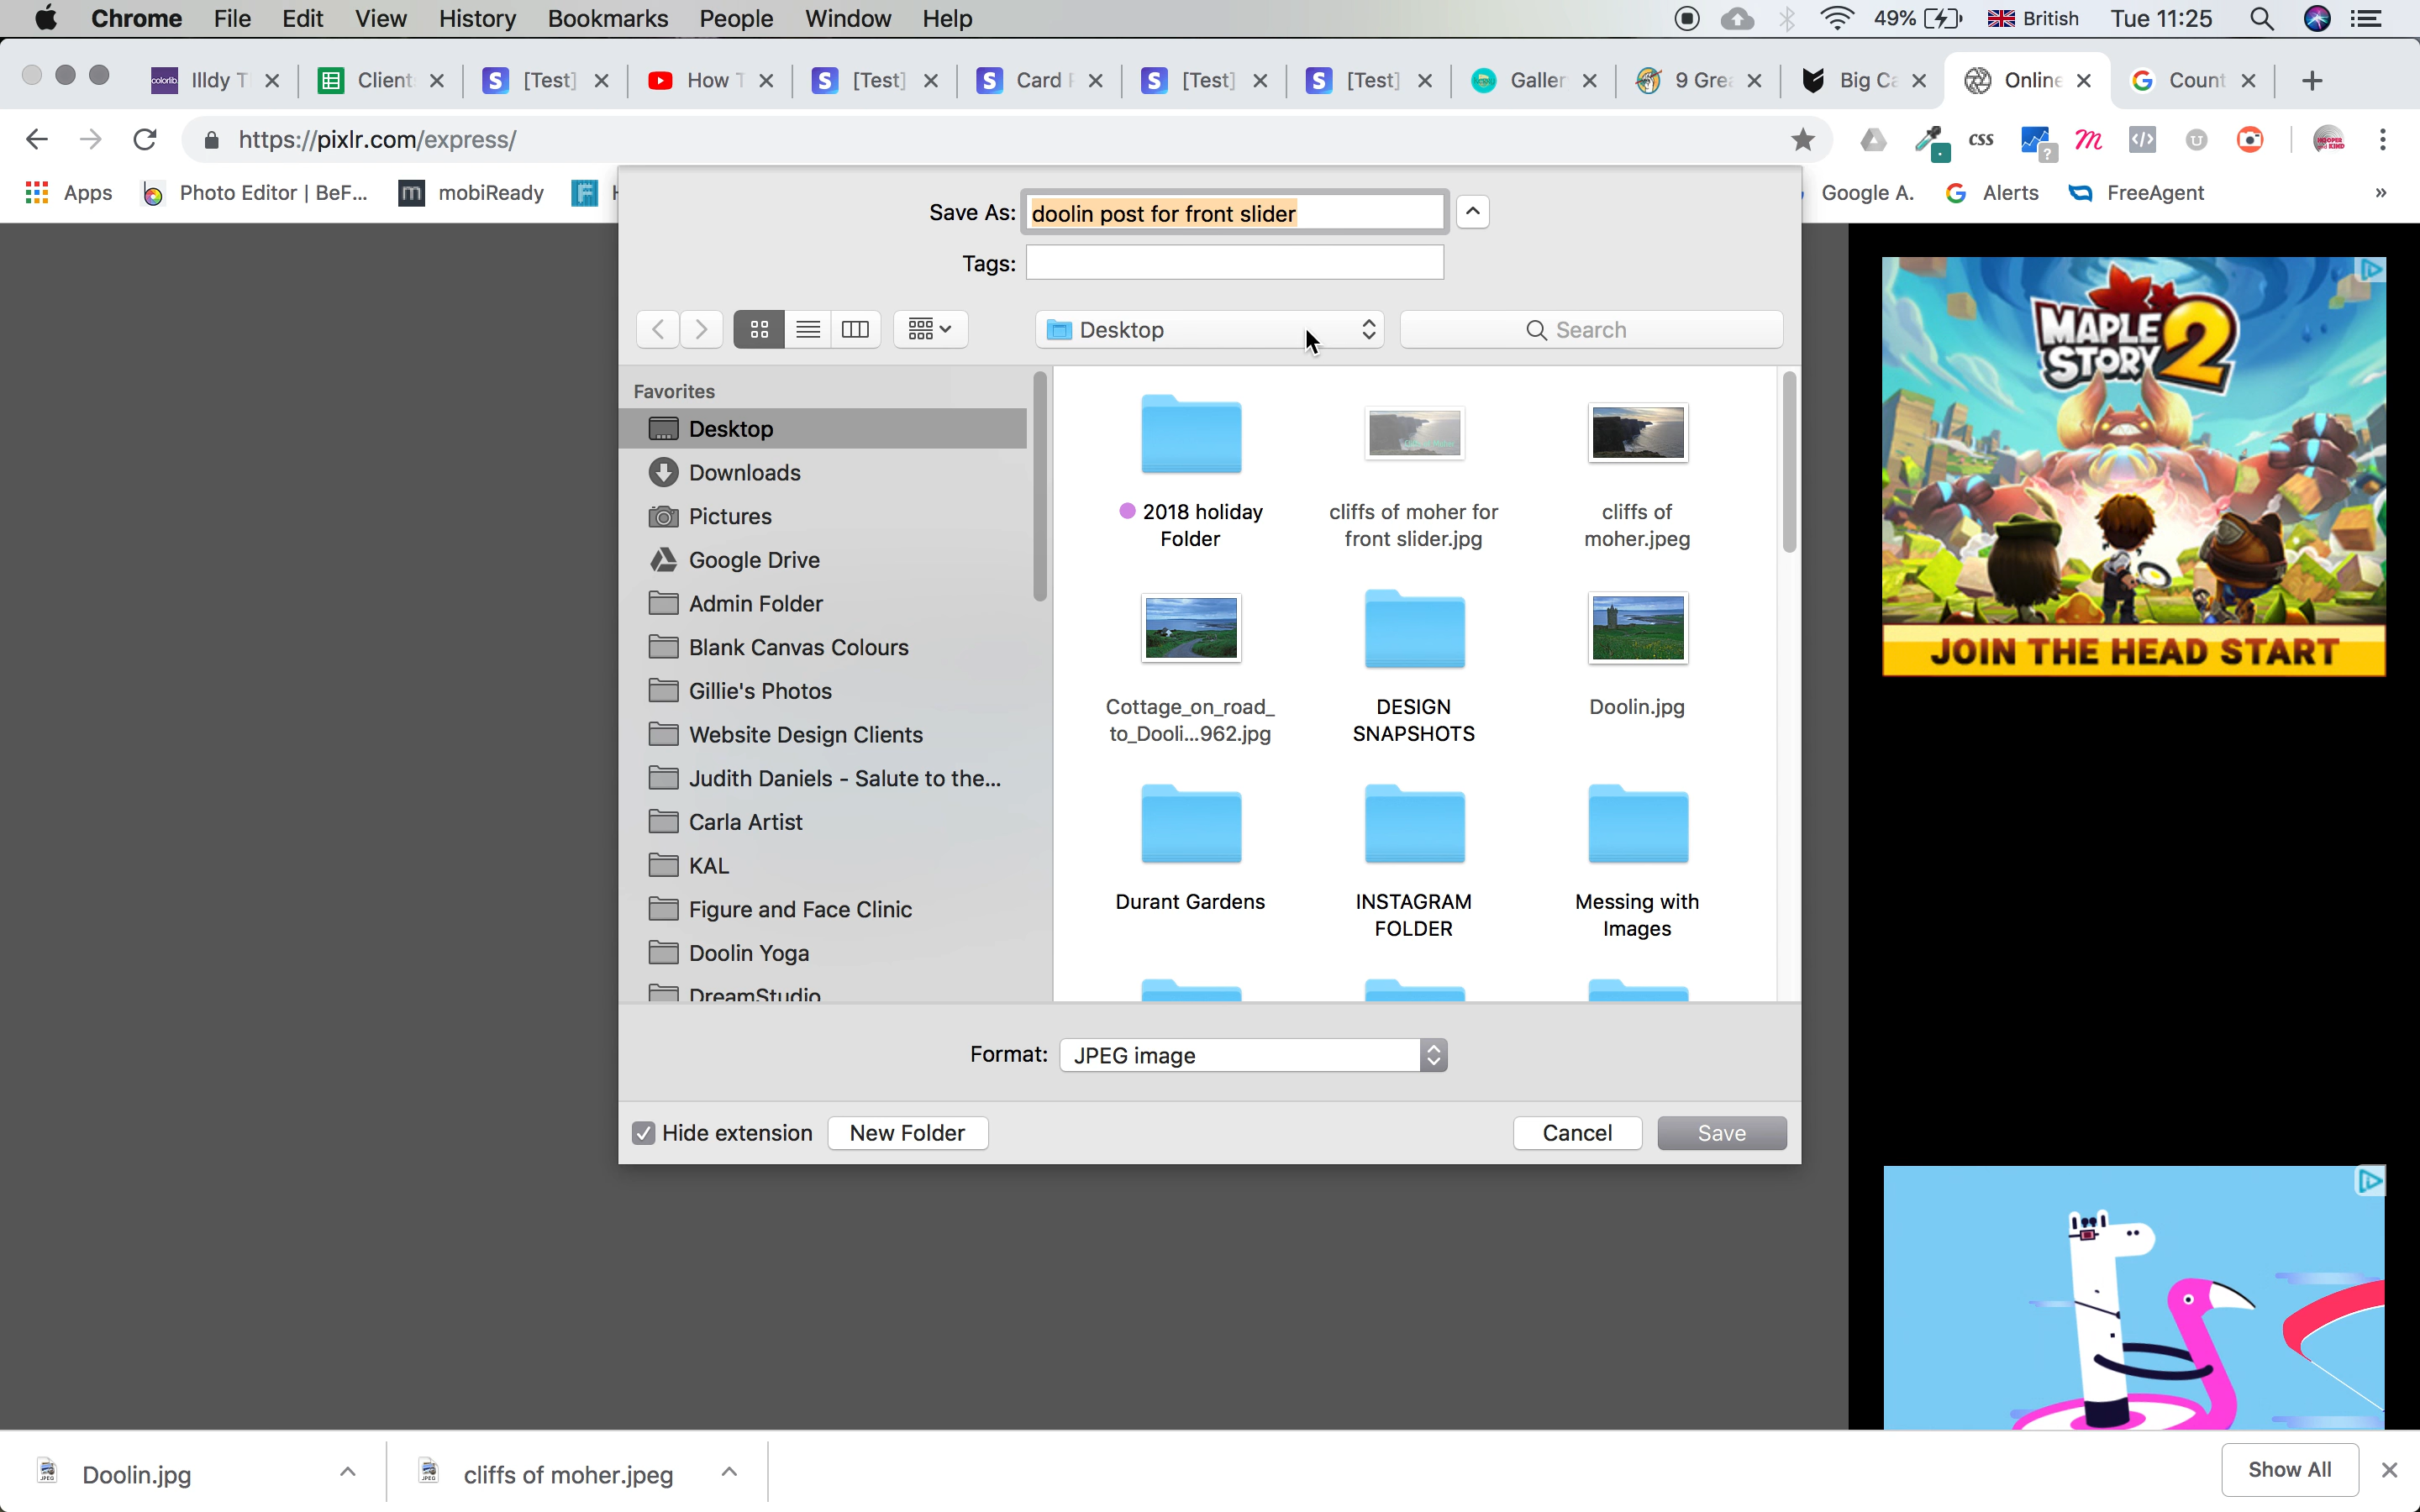 Chrome File Edit View History Bookmarks People Window Help 49% British Tue 11:25
colorlib. Illdy T Client [Test] How T [Test] Card [Test] [Test] Galler 9 Gre Big Ca Online Count
https://pixlr.com/express/ css
Apps Photo Editor | BeF... m mobiReady Google A. Alerts FreeAgent »
Save As: doolin post for front slider
Tags:
Desktop Search
Favorites
Desktop
Downloads
Pictures
Google Drive
Admin Folder
Blank Canvas Colours
Gillie's Photos
Website Design Clients
Judith Daniels - Salute to the...
Carla Artist
KAL
Figure and Face Clinic
Doolin Yoga
DreamStudio
2018 holiday
Folder
cliffs of moher for
front slider.jpg
cliffs of
moher.jpeg
Cottage_on_road_
to_Dooli...962.jpg
DESIGN
SNAPSHOTS
Doolin.jpg
Durant Gardens
INSTAGRAM
FOLDER
Messing with
Images
Format: JPEG image
Hide extension New Folder Cancel Save
MAPLE
STORY 2
JOIN THE HEAD START
Doolin.jpg cliffs of moher.jpeg Show All